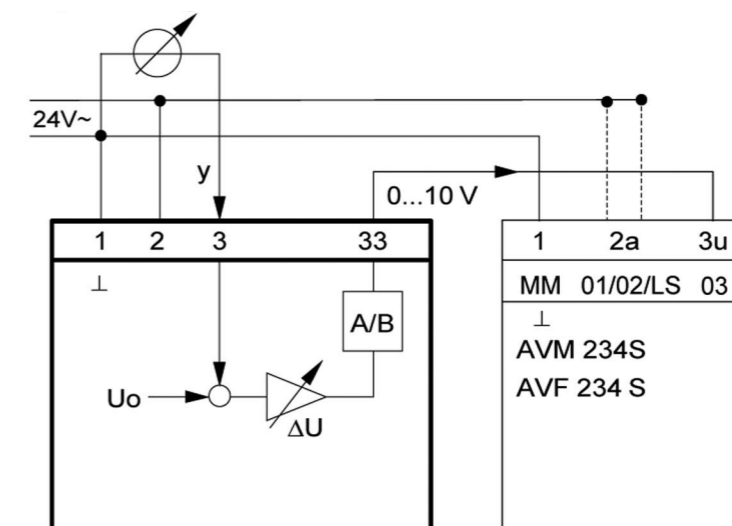 24V~
y
0...10 V
1 2 3 33
1 2a 3u
⊥
MM 01/02/LS 03
A/B
⊥
AVM 234S
AVF 234 S
Uo
ΔU